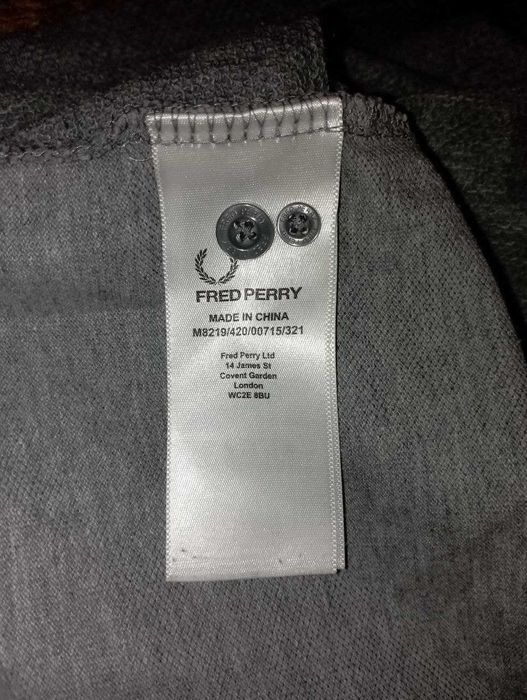 FRED PERRY
MADE IN CHINA
M8219/420/00715/321
Fred Perry Ltd
14 James St
Covent Garden
London
WC2E 8BU